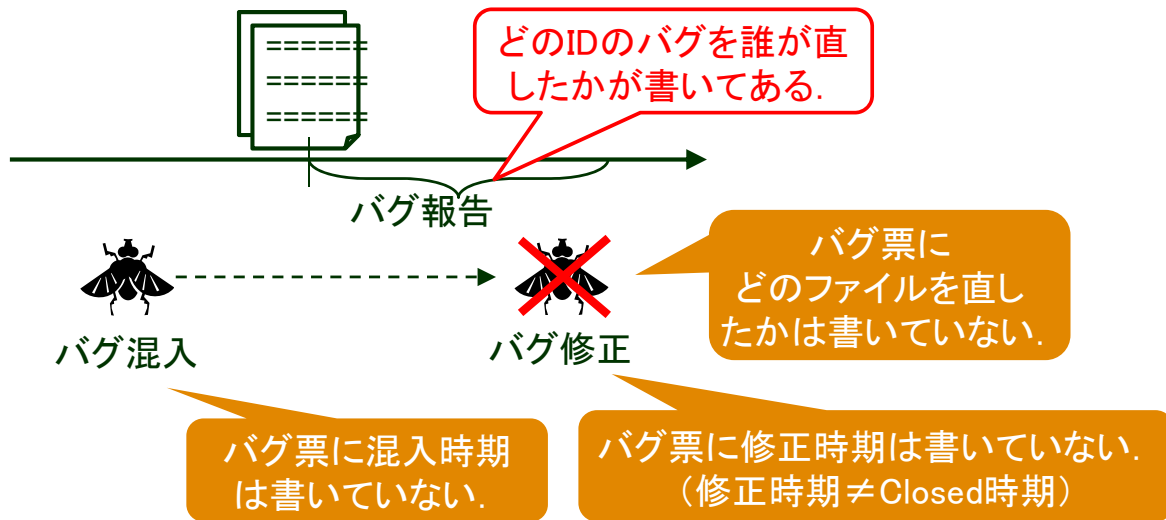 ======
======
======
どのIDのバグを誰が直
したかが書いてある.
バグ報告
バグ票に
どのファイルを直し
たかは書いていない.
バグ混入
バグ修正
バグ票に混入時期
は書いていない.
バグ票に修正時期は書いていない.
（修正時期≠Closed時期）